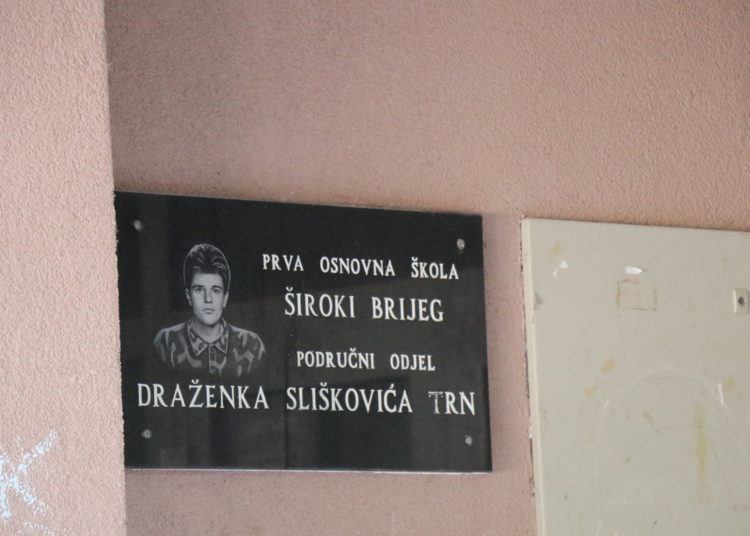 PRVA OSNOVNA ŠKOLA
ŠIROKI BRIJEG
PODRUČNI ODJEL
DRAŽENKA SLIŠKOVIĆA TRN